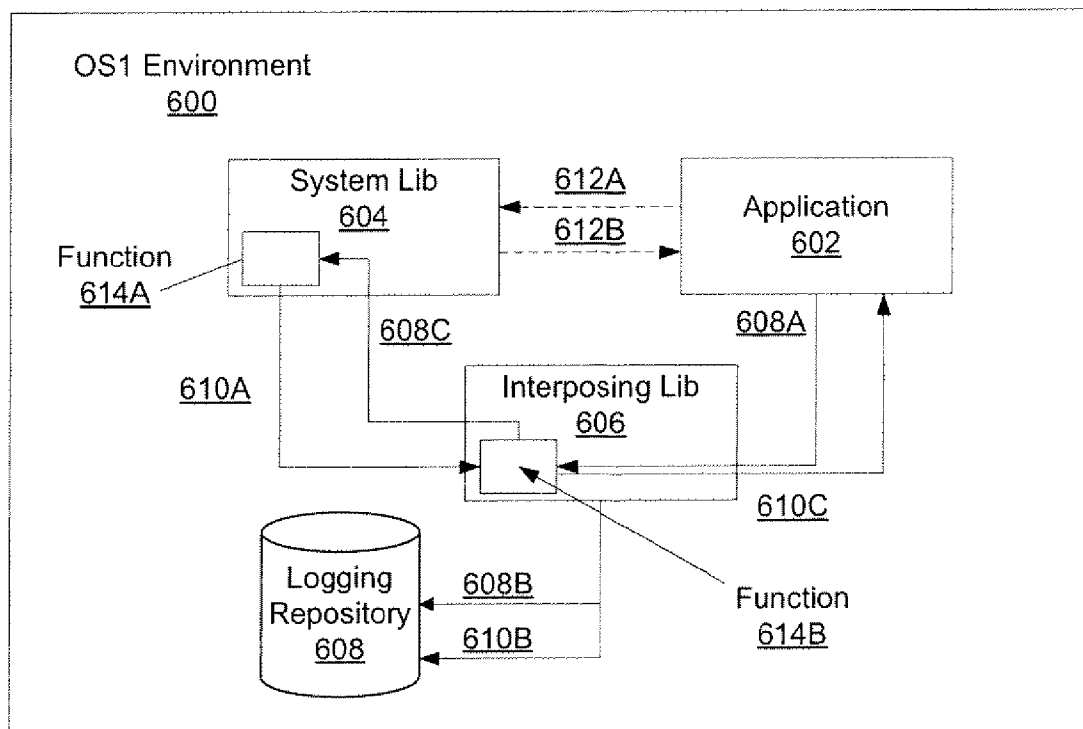 OS1 Environment
600
System Lib
604
612A
612B
Application
602
Function
614A
608C
608A
610A
Interposing Lib
606
610C
Logging
Repository
608
608B
610B
Function
614B